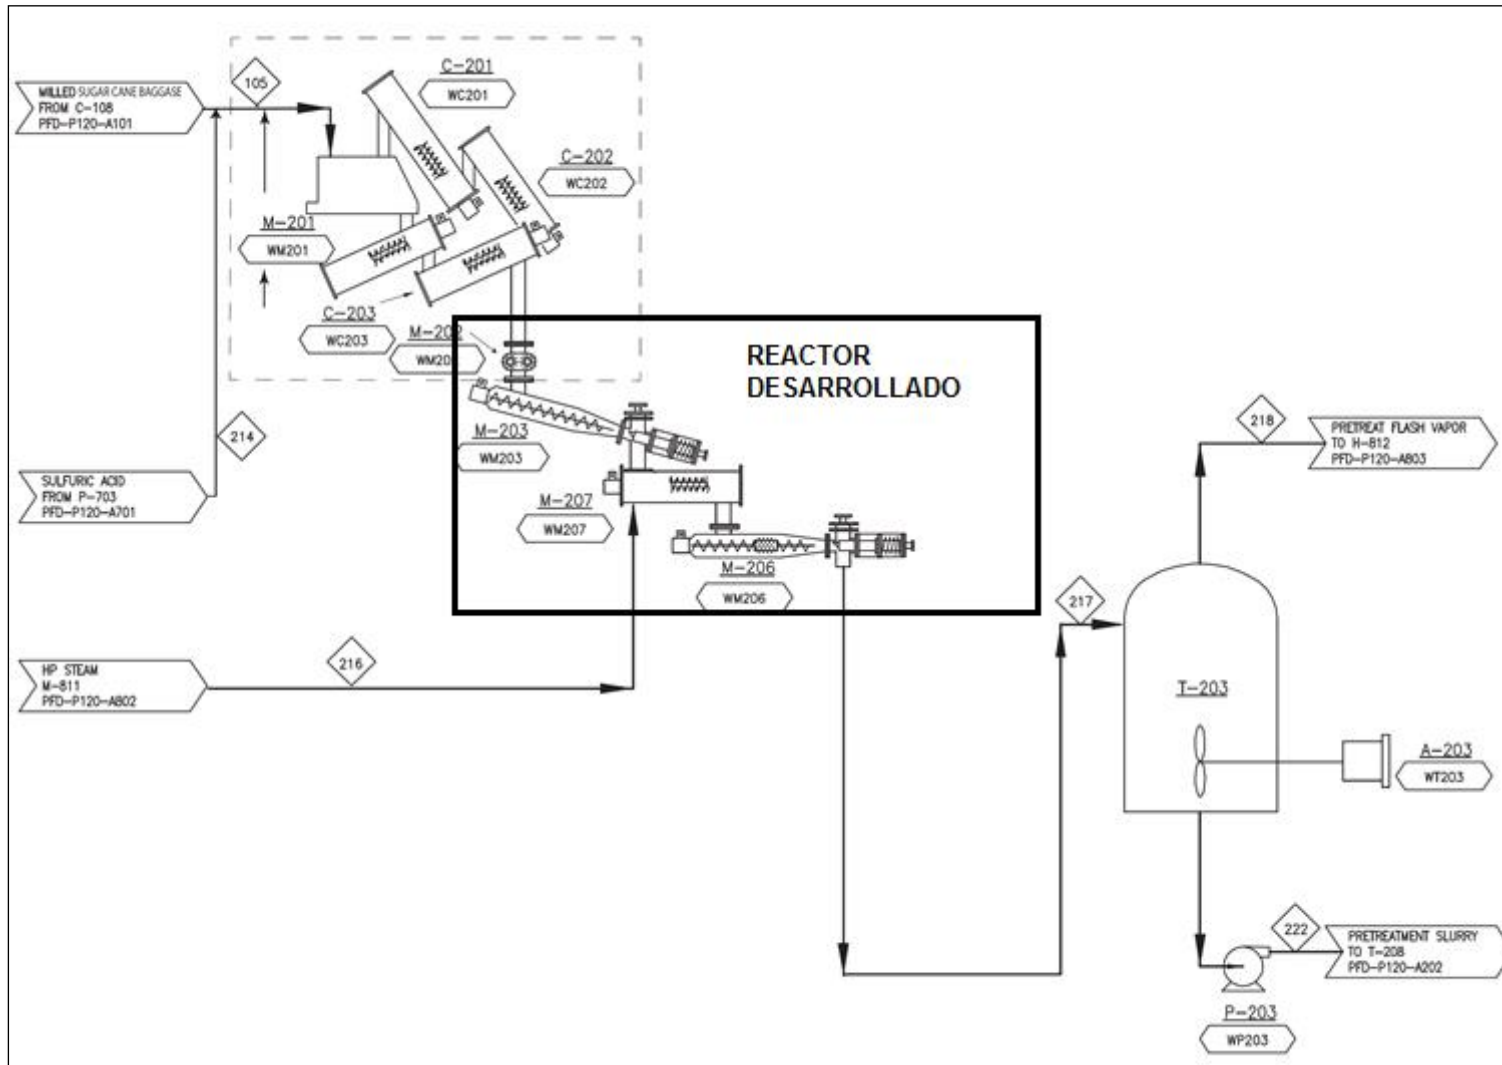 MILLED SUGAR CANE BAGGASE
FROM C-108
PFD-P120-A101
105
C-201
WC201
C-202
WC202
M-201
WM201
C-203
WC203
M-202
WM20
REACTOR
DESARROLLADO
M-203
WM203
214
SULFURIC ACID
FROM P-703
PFD-P120-A701
M-207
WM207
M-206
WM206
218
PRETREAT FLASH VAPOR
TO H-812
PFD-P120-A803
217
HP STEAM
M-811
PFD-P120-A802
216
T-203
A-203
WT203
222
PRETREATMENT SLURRY
TO T-208
PFD-P120-A202
P-203
WP203